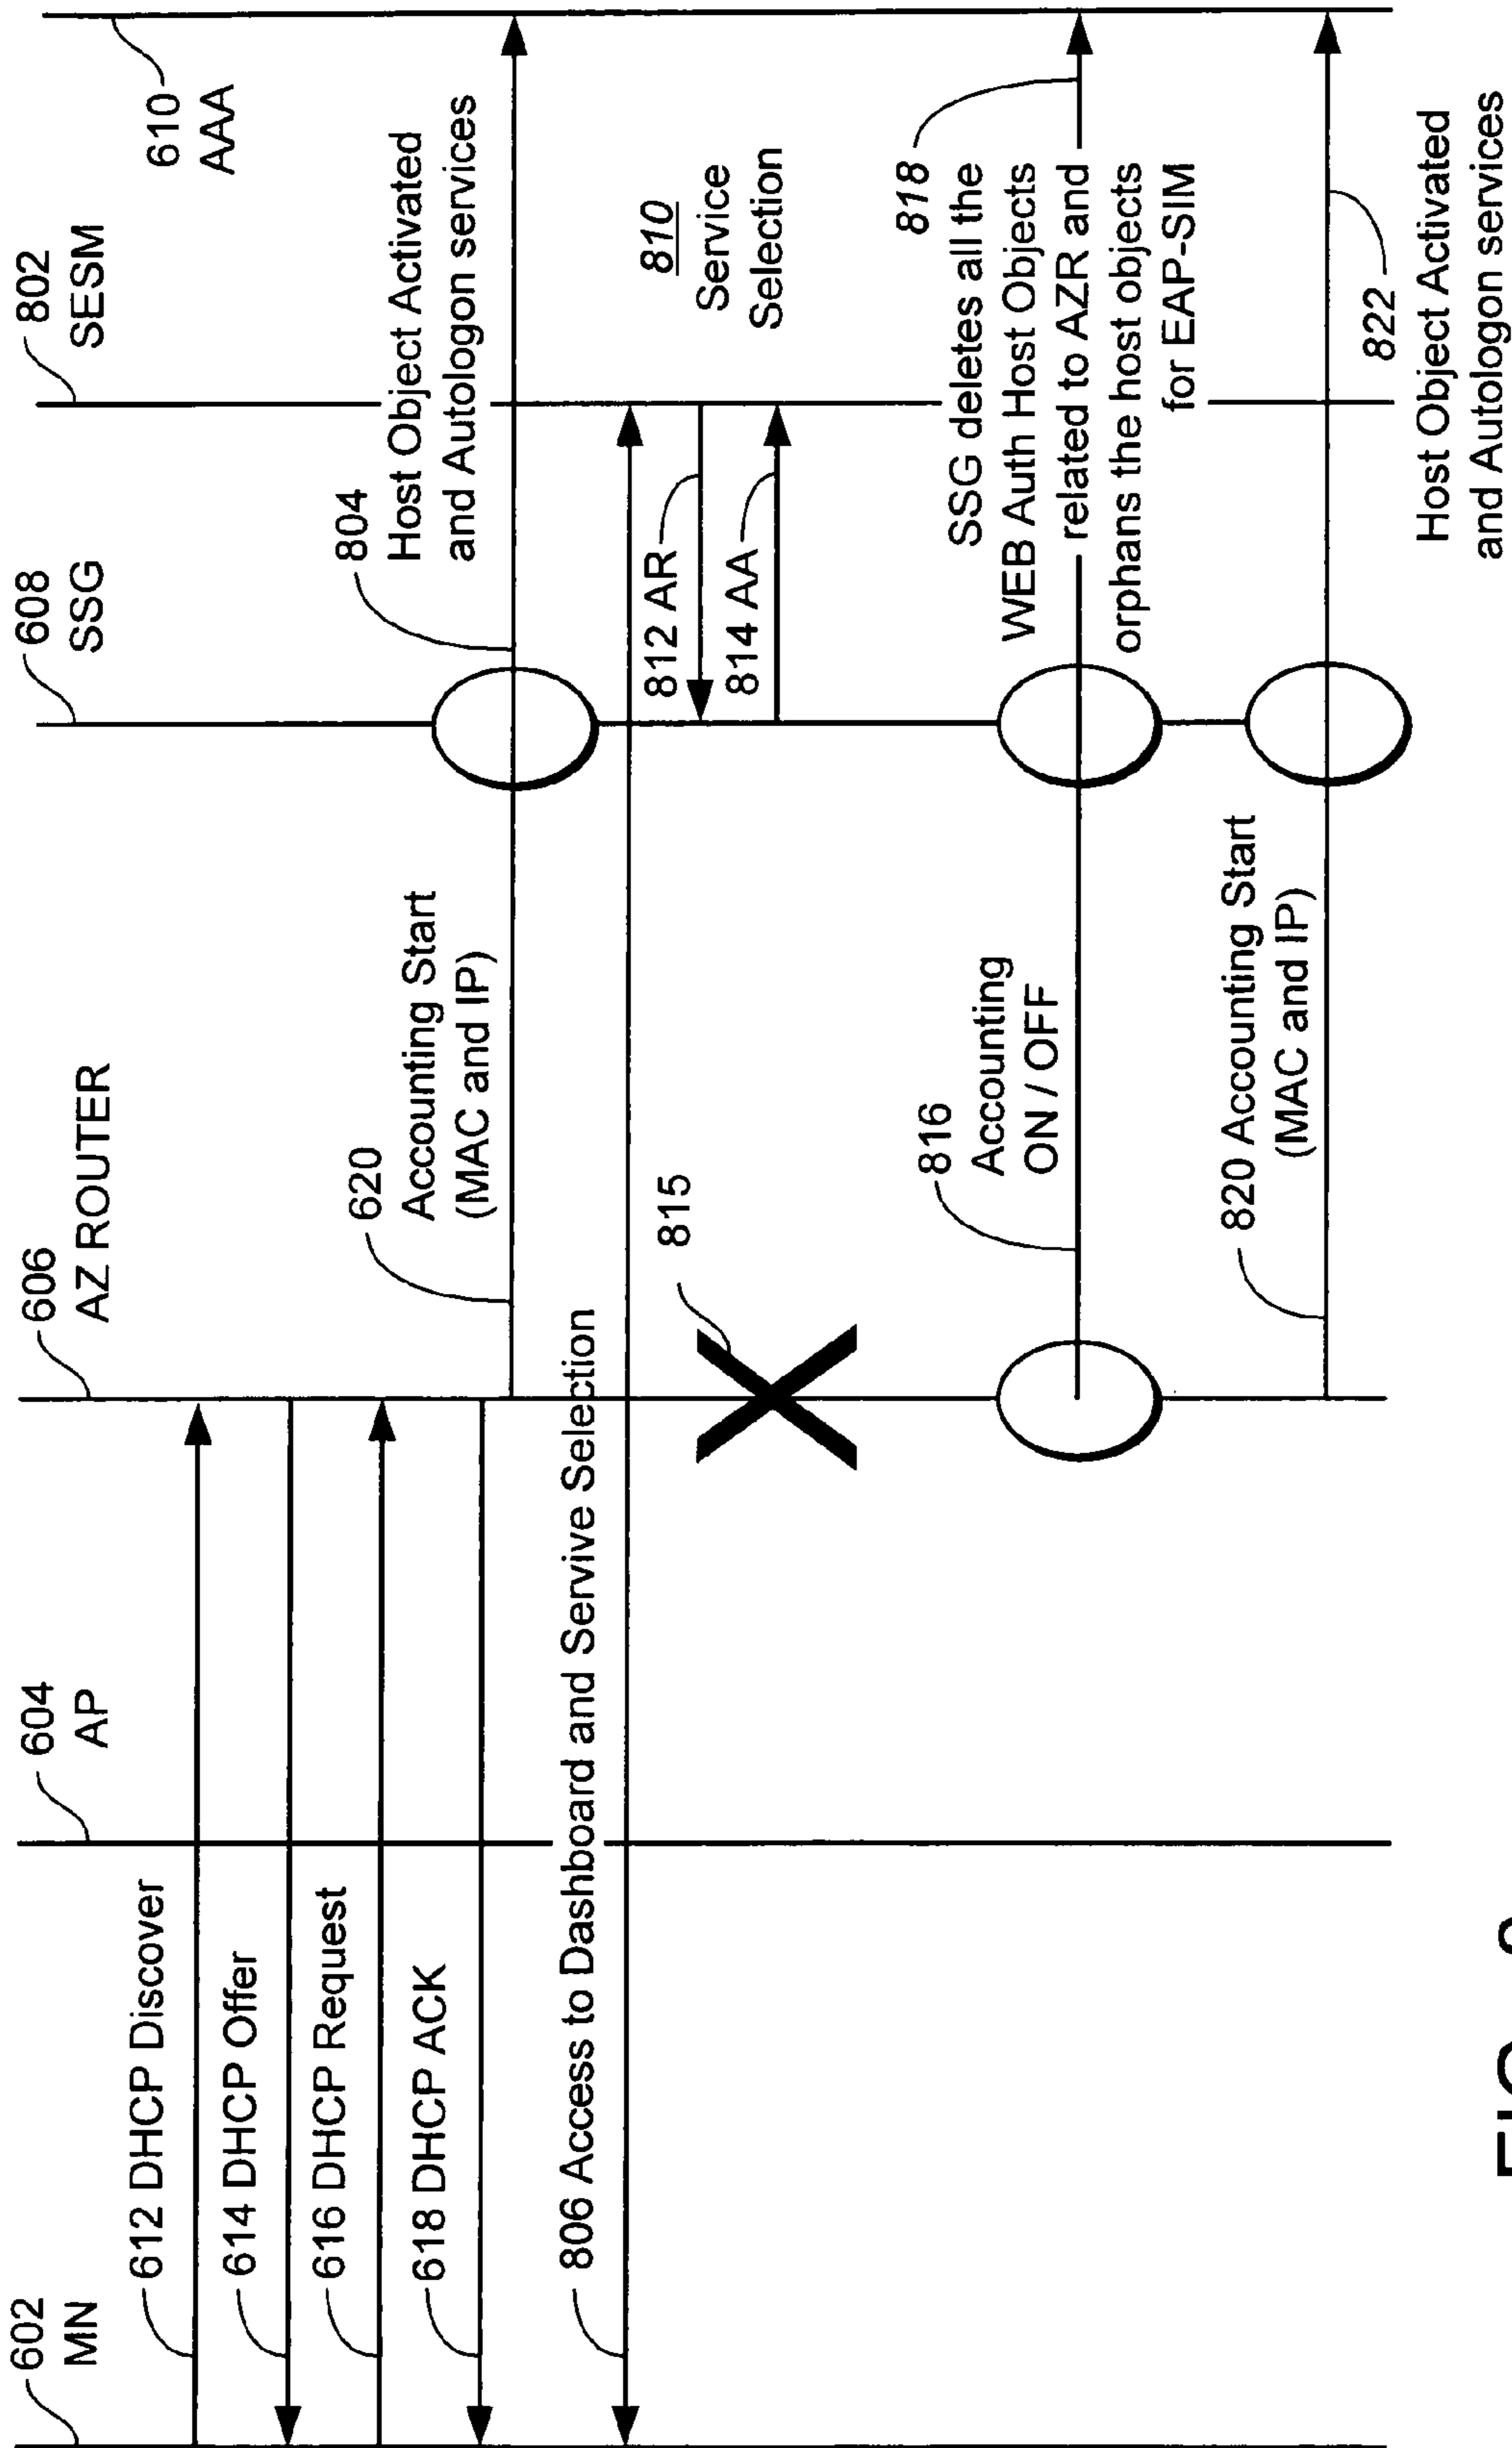 602
MN
604
AP
606
AZ ROUTER
608
SSG
802
SESM
610
AAA
612 DHCP Discover
614 DHCP Offer
616 DHCP Request
618 DHCP ACK
620
Accounting Start
(MAC and IP)
804
Host Object Activated
and Autologon services
806 Access to Dashboard and Servive Selection
810
Service
Selection
812 AR
814 AA
815
816
Accounting
ON / OFF
818
SSG deletes all the
WEB Auth Host Objects
related to AZR and
orphans the host objects
for EAP-SIM
820 Accounting Start
(MAC and IP)
822
Host Object Activated
and Autologon services